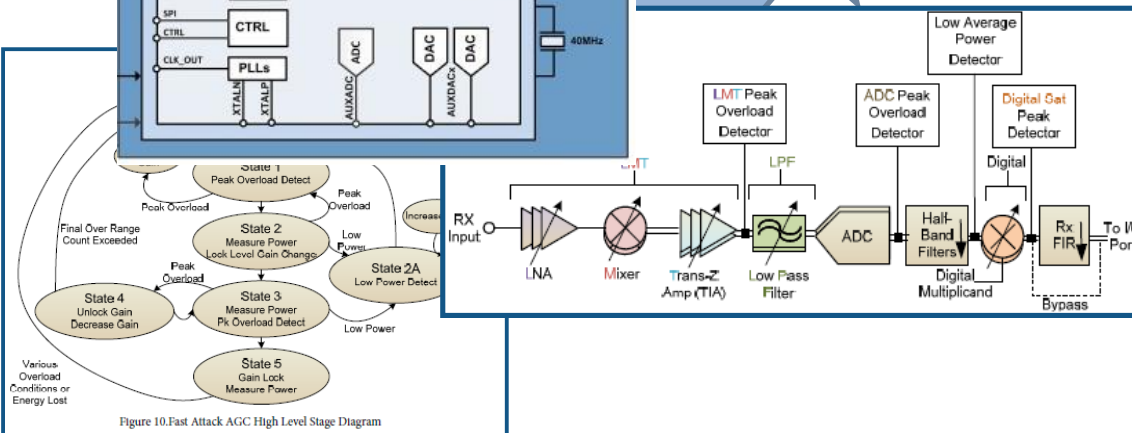 SPI
CTRL
CLK_OUT
CTRL
PLLs
XTALN
XTALP
ADC
AUXADC
DAC
AUXDACx
DAC
40MHz
State 1
Peak Overload Detect
Peak Overload
Peak
Overload
Final Over Range
Count Exceeded
State 2
Measure Power
Lock Level Gain Change
Low
Power
Increase
State 2A
Low Power Detect
Peak
Overload
State 4
Unlock Gain
Decrease Gain
State 3
Measure Power
Pk Overload Detect
Low Power
State 5
Gain Lock
Measure Power
Various
Overload
Conditions or
Energy Lost
Figure 10.Fast Attack AGC High Level Stage Diagram
Low Average
Power
Detector
LMT Peak
Overload
Detector
ADC Peak
Overload
Detector
Digital Sat
Peak
Detector
LMT
LPF
Digital
RX
Input
LNA
Mixer
Trans-Z
Amp (TIA)
Low Pass
Filter
ADC
Half-
Band
Filters
Digital
Multiplicand
Rx
FIR
To
Bypass